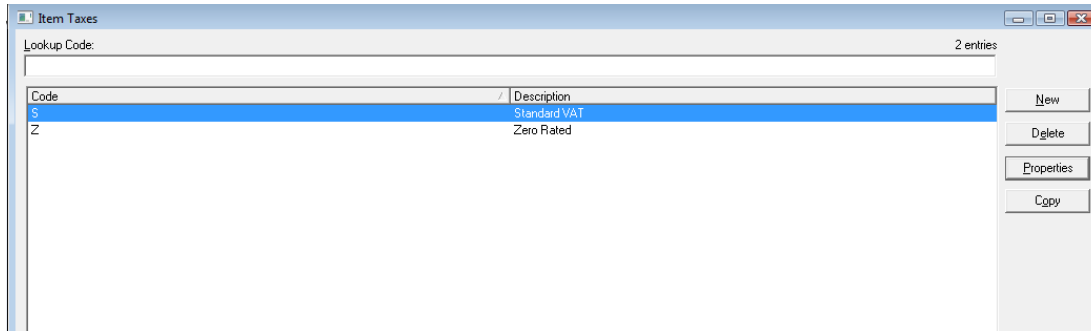 Item Taxes
Lookup Code:
2 entries
Code
Description
S
Standard VAT
Z
Zero Rated
New
Delete
Properties
Copy